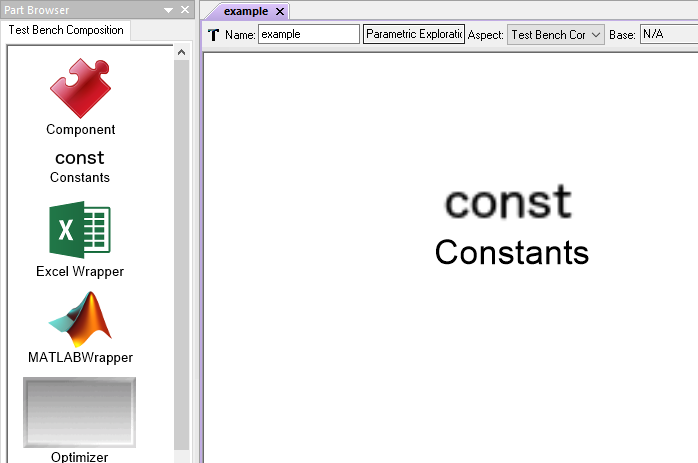 Part Browser
Test Bench Composition
Component
const
Constants
Excel Wrapper
MATLABWrapper
Optimizer
example
Name: example Parametric Exploratic Aspect: Test Bench Cor Base: N/A
const
Constants